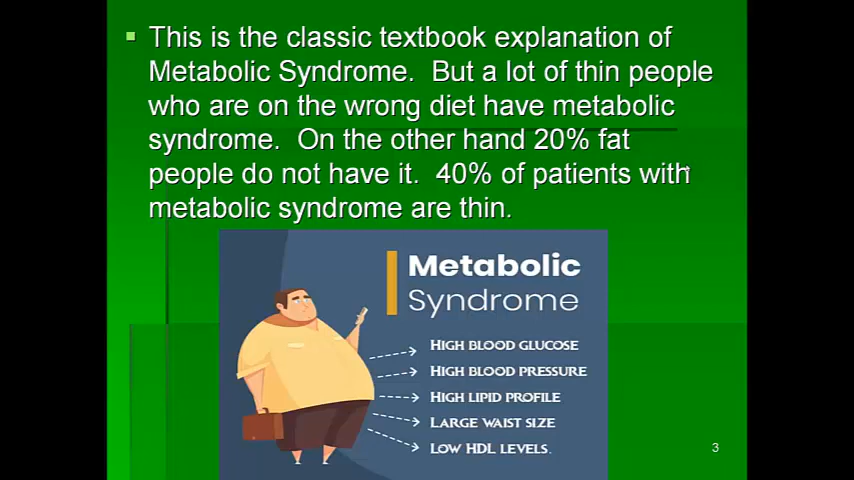 This is the classic textbook explanation of
Metabolic Syndrome. But a lot of thin people
who are on the wrong diet have metabolic
syndrome. On the other hand 20% fat
people do not have it. 40% of patients with
metabolic syndrome are thin.
Metabolic
Syndrome
HIGH BLOOD GLUCOSE
HIGH BLOOD PRESSURE
HIGH LIPID PROFILE
LARGE WAIST SIZE
LOW HDL LEVELS.
3